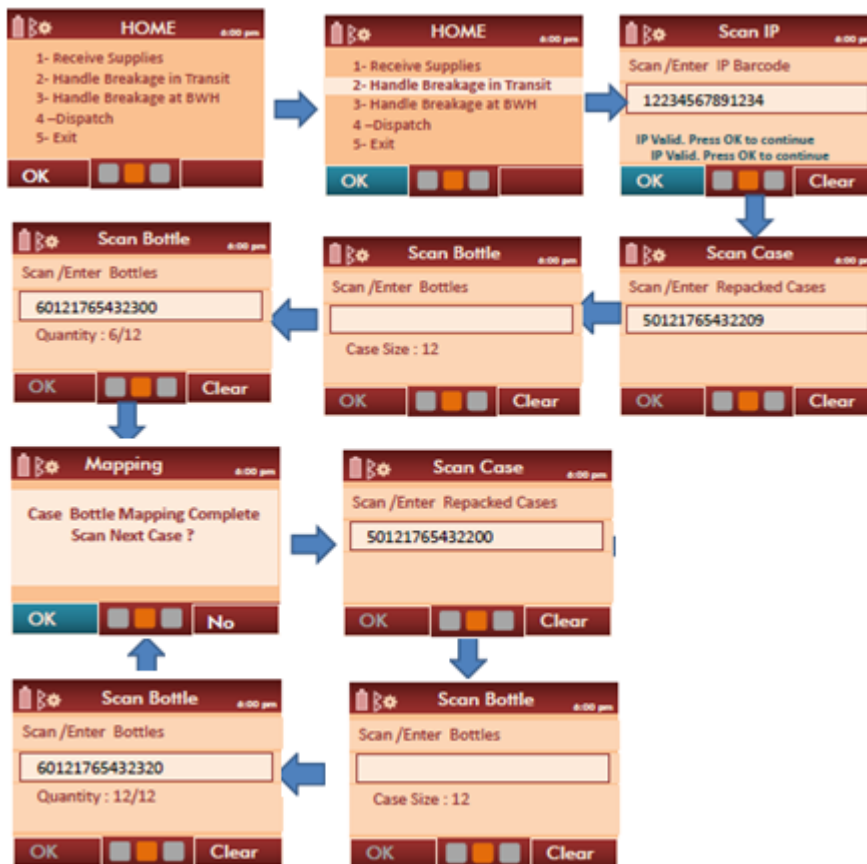 HOME
6:00 pm
1- Receive Supplies
2- Handle Breakage in Transit
3- Handle Breakage at BWH
4 –Dispatch
5- Exit
OK
HOME
6:00 pm
1- Receive Supplies
2- Handle Breakage in Transit
3- Handle Breakage at BWH
4 –Dispatch
5- Exit
OK
Scan IP
6:00 pm
Scan/Enter IP Barcode
12234567891234
IP Valid. Press OK to continue
IP Valid. Press OK to continue
OK Clear
Scan Case
6:00 pm
Scan/Enter Repacked Cases
50121765432209
OK Clear
Scan Bottle
6:00 pm
Scan /Enter Bottles
Case Size : 12
OK Clear
Scan Bottle
6:00 pm
Scan /Enter Bottles
60121765432300
Quantity : 6/12
OK Clear
Mapping
6:00 pm
Case Bottle Mapping Complete
Scan Next Case ?
OK No
Scan Case
6:00 pm
Scan /Enter Repacked Cases
50121765432200
OK Clear
Scan Bottle
6:00 pm
Scan /Enter Bottles
Case Size : 12
OK Clear
Scan Bottle
6:00 pm
Scan /Enter Bottles
60121765432320
Quantity : 12/12
OK Clear